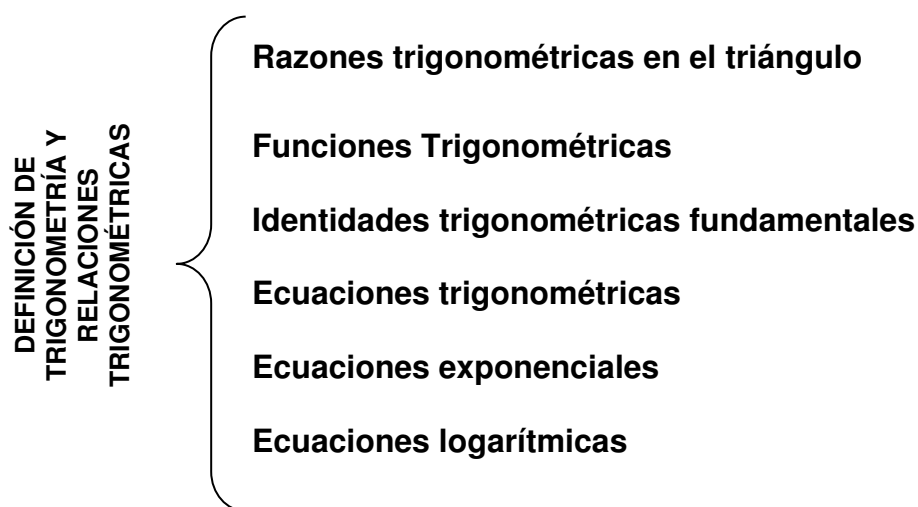 DEFINICIÓN DE
TRIGONOMETRÍA Y
RELACIONES
TRIGONOMÉTRICAS
Razones trigonométricas en el triángulo
Funciones Trigonométricas
Identidades trigonométricas fundamentales
Ecuaciones trigonométricas
Ecuaciones exponenciales
Ecuaciones logarítmicas